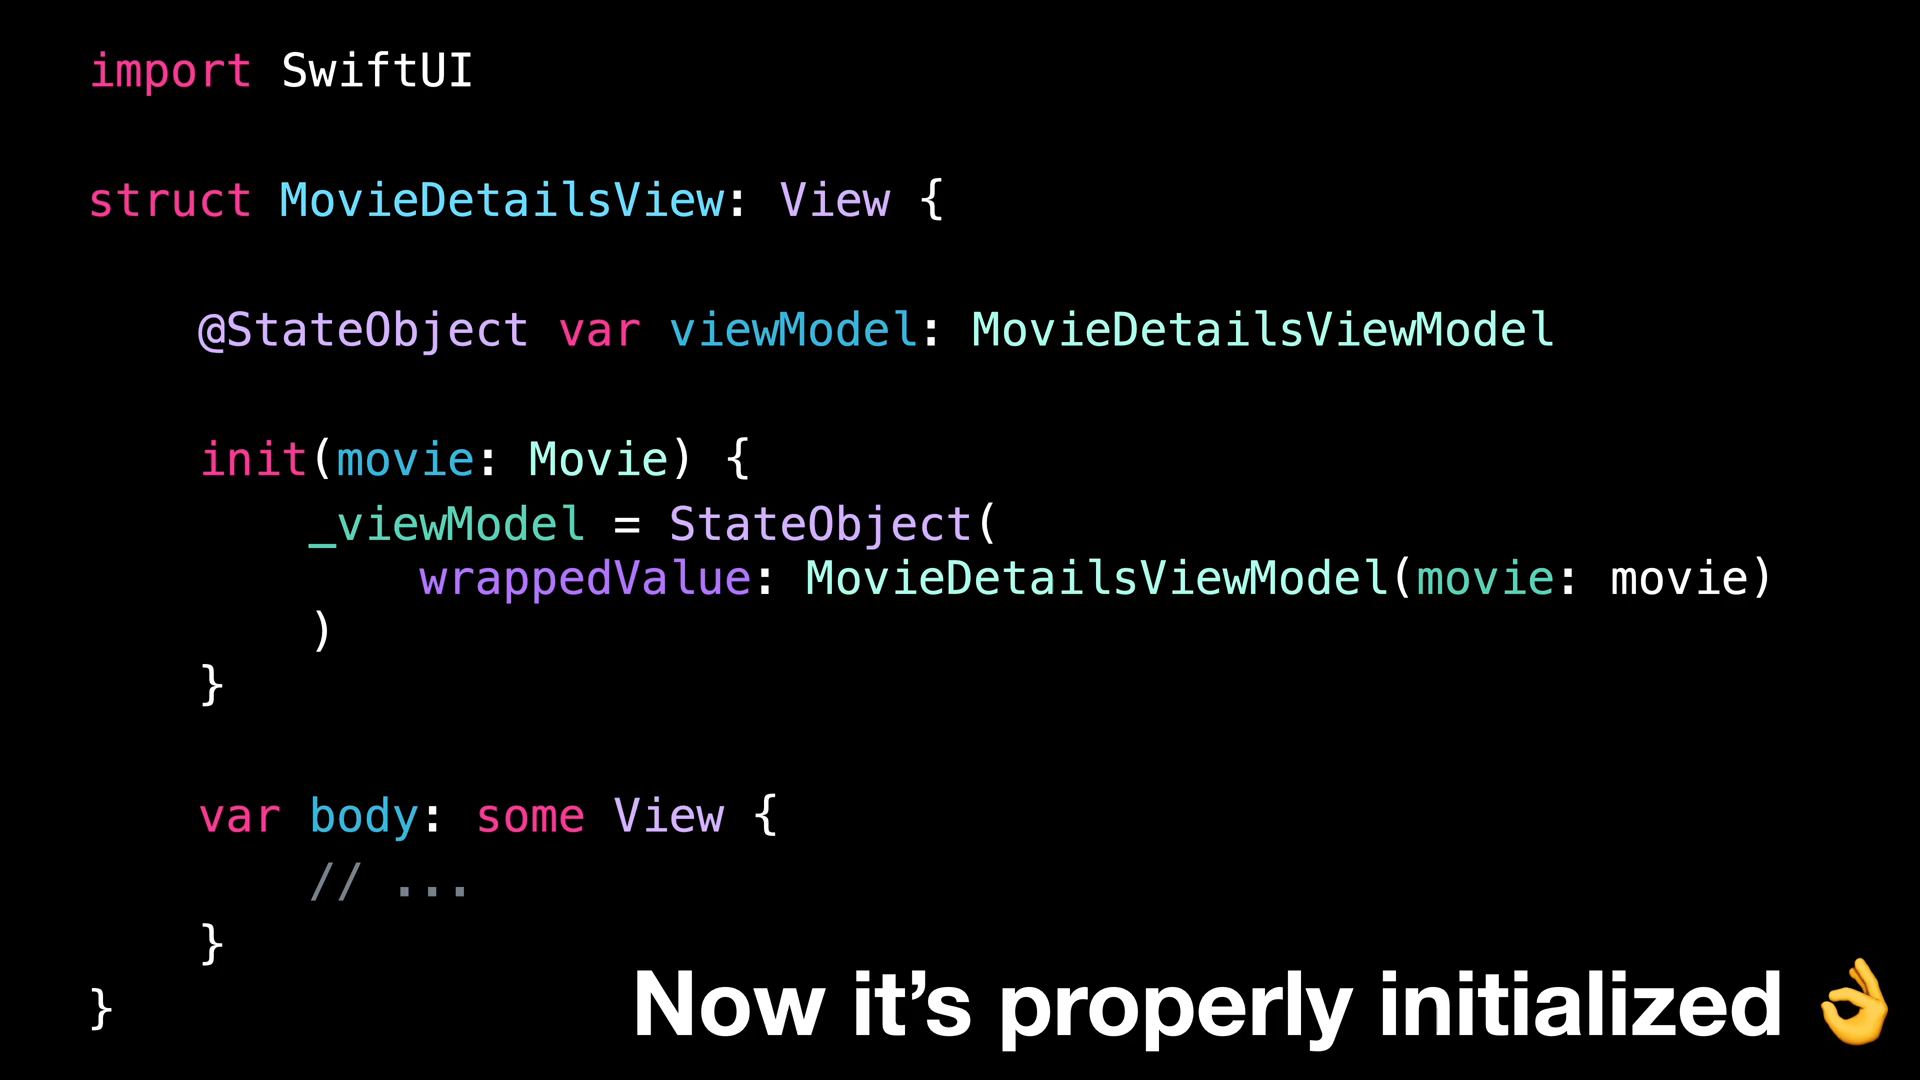 import SwiftUI
struct MovieDetailsView: View {
@StateObject var viewModel: MovieDetailsViewModel
init(movie: Movie) {
_viewModel = StateObject(
wrappedValue: MovieDetailsViewModel(movie: movie)
)
}
var body: some View {
// ...
}
}
Now it’s properly initialized 👌